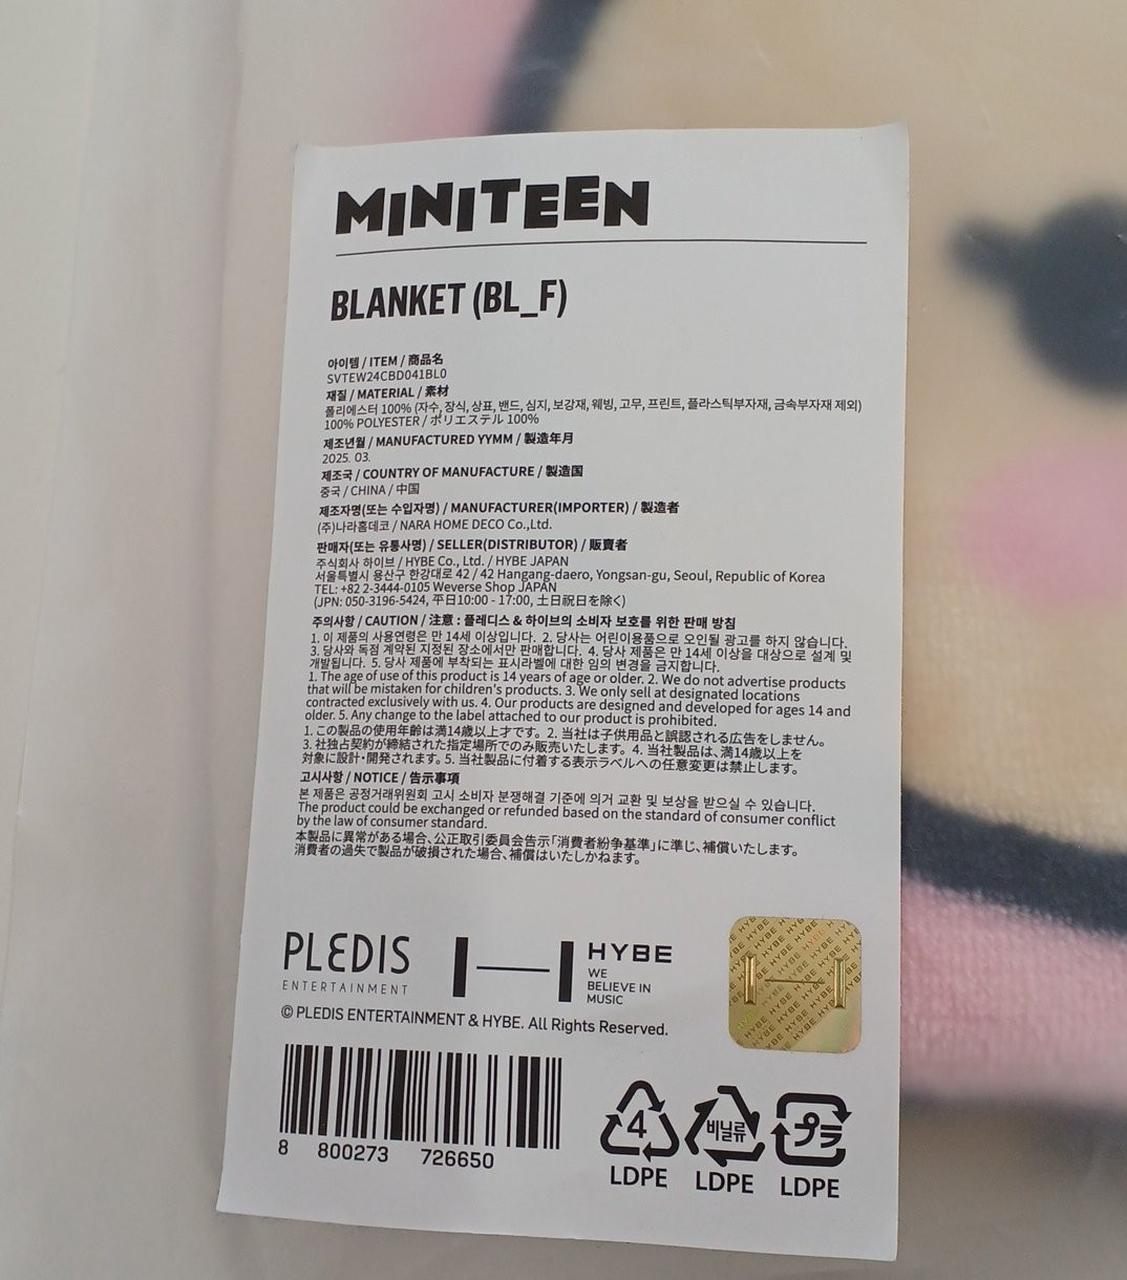 MINITEEN
BLANKET (BL_F)
아이템 / ITEM / 商品名
SVTEW24CBD041BL0
재질 / MATERIAL / 素材
폴리에스터 100% (자수, 장식, 상표, 밴드, 심지, 보강재, 웨빙, 고무, 프린트, 플라스틱부자재, 금속부자재 제외)
100% POLYESTER / ポリエステル 100%
제조년월 / MANUFACTURED YYMM / 製造年月
2025. 03.
제조국 / COUNTRY OF MANUFACTURE / 製造国
중국 / CHINA / 中国
제조자명(또는 수입자명) / MANUFACTURER(IMPORTER) / 製造者
(주)나라홈데코 / NARA HOME DECO Co.,Ltd.
판매자(또는 유통사명) / SELLER(DISTRIBUTOR) / 販賣者
주식회사 하이브 / HYBE Co., Ltd. / HYBE JAPAN
서울특별시 용산구 한강대로 42 / 42 Hangang-daero, Yongsan-gu, Seoul, Republic of Korea
TEL: +82 2-3444-0105 Weverse Shop JAPAN
(JPN: 050-3196-5424, 平日10:00 - 17:00, 土日祝日を除く)
주의사항 / CAUTION / 注意 : 플레디스 & 하이브의 소비자 보호를 위한 판매 방침
1. 이 제품의 사용연령은 만 14세 이상입니다. 2. 당사는 어린이용품으로 오인될 광고를 하지 않습니다.
3. 당사와 독점 계약된 지정된 장소에서만 판매합니다. 4. 당사 제품은 만 14세 이상을 대상으로 설계 및
개발됩니다. 5. 당사 제품에 부착되는 표시라벨에 대한 임의 변경을 금지합니다.
1. The age of use of this product is 14 years of age or older. 2. We do not advertise products
that will be mistaken for children's products. 3. We only sell at designated locations
contracted exclusively with us. 4. Our products are designed and developed for ages 14 and
older. 5. Any change to the label attached to our product is prohibited.
1. この製品の使用年齢は満14歳以上才です。 2. 当社は子供用品と誤認される広告をしません。
3. 社独占契約が締結された指定場所でのみ販売いたします。 4. 当社製品は、満14歳以上を
対象に設計・開発されます。 5. 当社製品に付着する表示ラベルへの任意変更は禁止します。
고시사항 / NOTICE / 告示事項
본 제품은 공정거래위원회 고시 소비자 분쟁해결 기준에 의거 교환 및 보상을 받으실 수 있습니다.
The product could be exchanged or refunded based on the standard of consumer conflict
by the law of consumer standard.
本製品に異常がある場合、公正取引委員会告示「消費者紛争基準」に準じ、補償いたします。
消費者の過失で製品が破損された場合、補償はいたしかねます。
PLEDIS
ENTERTAINMENT
HYBE
WE
BELIEVE IN
MUSIC
© PLEDIS ENTERTAINMENT & HYBE. All Rights Reserved.
8 800273 726650
4
LDPE
비닐류
LDPE
プラ
LDPE